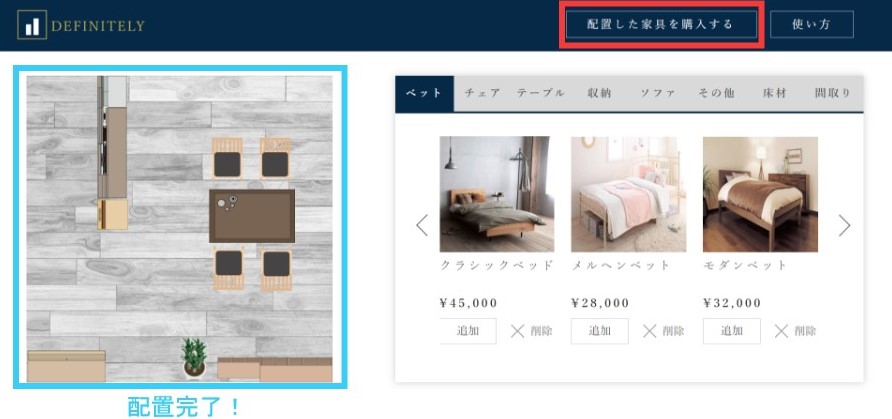 DEFINITELY
配置した家具を購入する
使い方
ベット
チェア
テーブル
収納
ソファ
その他
床材
間取り
クラシックベッド
メルヘンベット
モダンベット
¥45,000
¥28,000
¥32,000
追加
削除
追加
削除
追加
削除
配置完了！